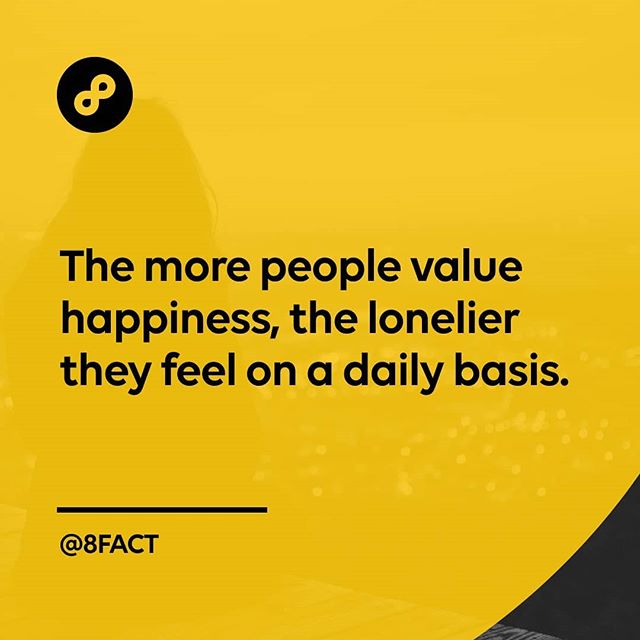 The more people value
happiness, the lonelier
they feel on a daily basis.
@8FACT